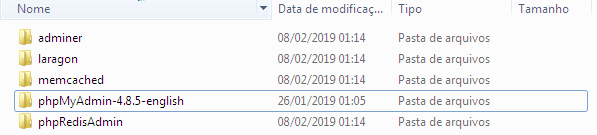 Nome Data de modificaç... Tipo Tamanho
adminer 08/02/2019 01:14 Pasta de arquivos
laragon 08/02/2019 01:14 Pasta de arquivos
memcached 08/02/2019 01:14 Pasta de arquivos
phpMyAdmin-4.8.5-english 26/01/2019 01:05 Pasta de arquivos
phpRedisAdmin 08/02/2019 01:14 Pasta de arquivos